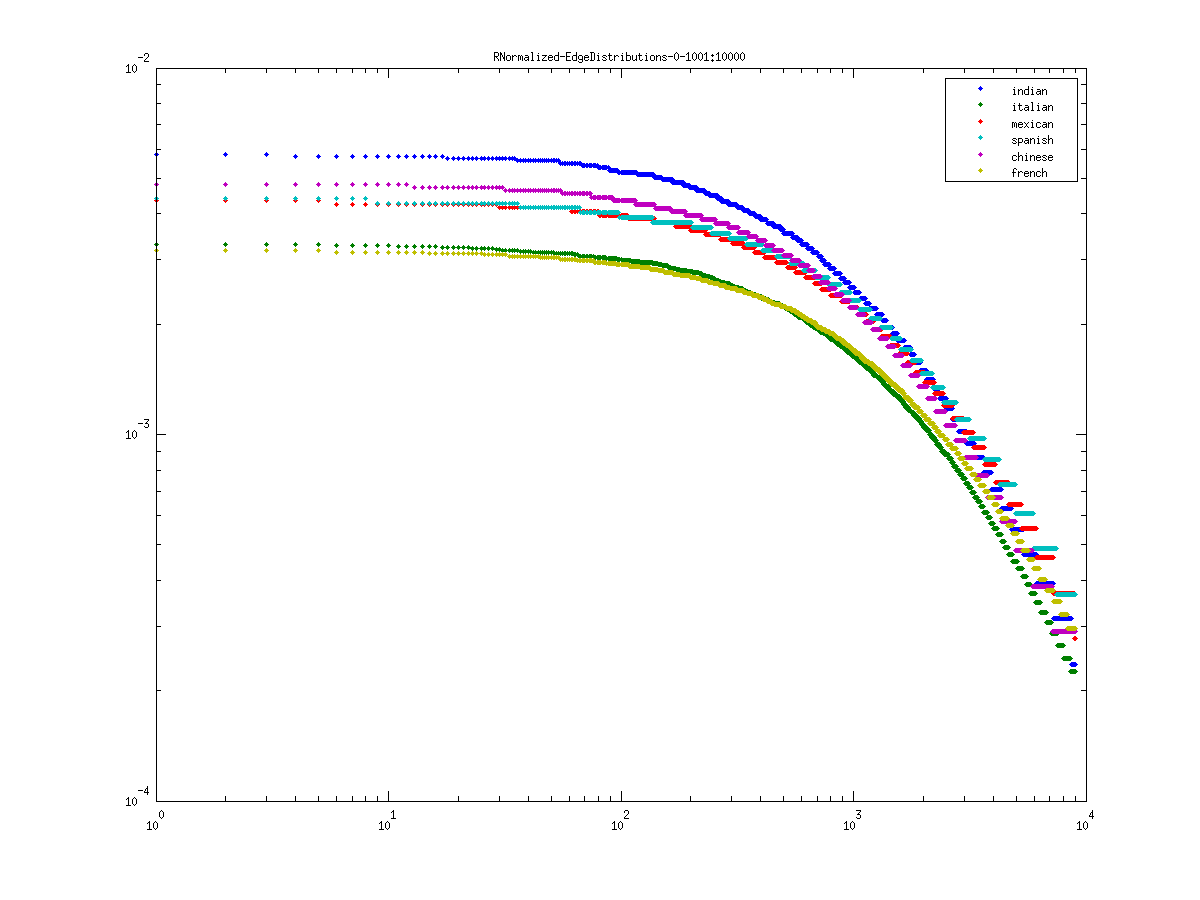 RNormalized-EdgeDistributions-0-1001:10000
10^-2
indian
italian
mexican
spanish
chinese
french
10^-3
10^-4
10^0 10^1 10^2 10^3 10^4